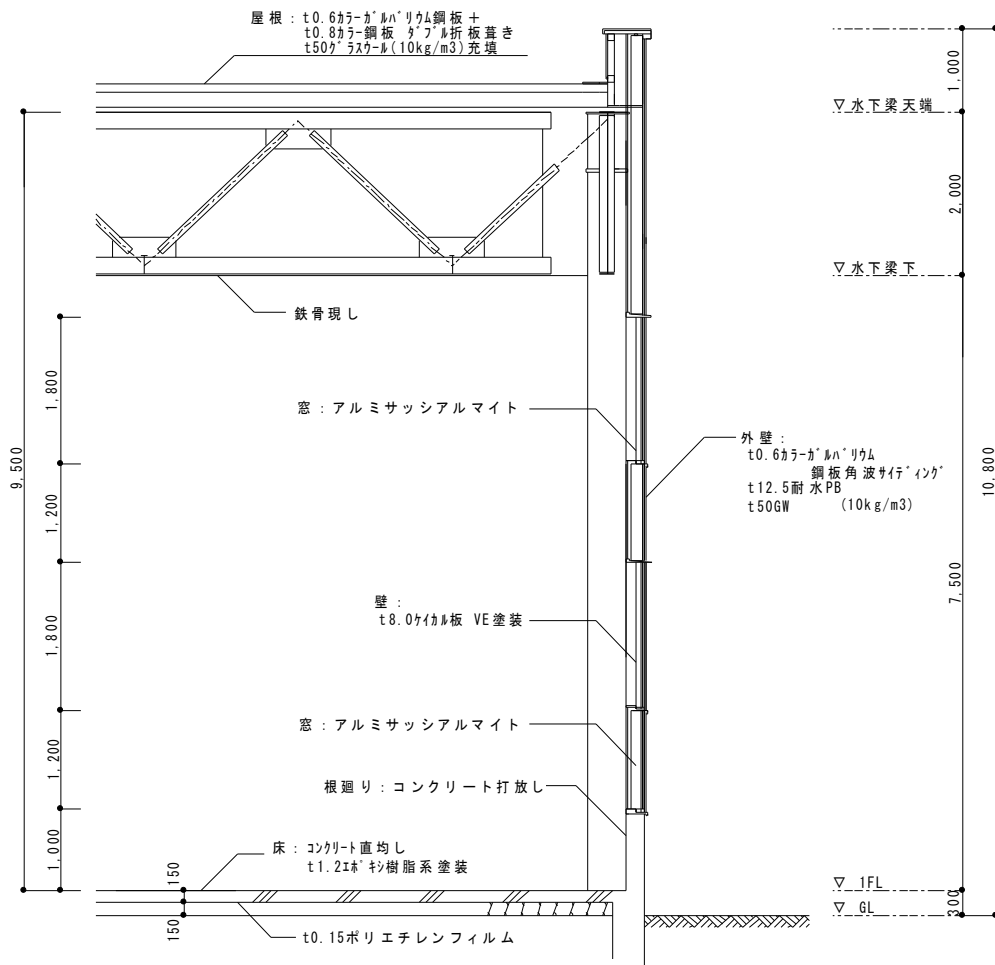 屋根：t0.6ｶﾗｰｶﾞﾙﾊﾞﾘｳﾑ鋼板＋
t0.8ｶﾗｰ鋼板 ﾀﾞﾌﾞﾙ折板葺き
t50ｸﾞﾗｽｳｰﾙ(10kg/m3)充填
1,000
▽水下梁天端
2,000
▽水下梁下
鉄骨現し
9,500
1,800
窓：アルミサッシアルマイト
外壁：
t0.6ｶﾗｰｶﾞﾙﾊﾞﾘｳﾑ
鋼板角波ｻｲﾃﾞｨﾝｸﾞ
t12.5耐水PB
t50GW (10kg/m3)
10,800
1,200
7,500
壁：
t8.0ｹｲｶﾙ板 VE塗装
1,800
窓：アルミサッシアルマイト
1,200
根廻り：コンクリート打放し
1,000
床：ｺﾝｸﾘｰﾄ直均し
t1.2ｴﾎﾟｷｼ樹脂系塗装
150
▽ 1FL
300
▽ GL
150
t0.15ポリエチレンフィルム